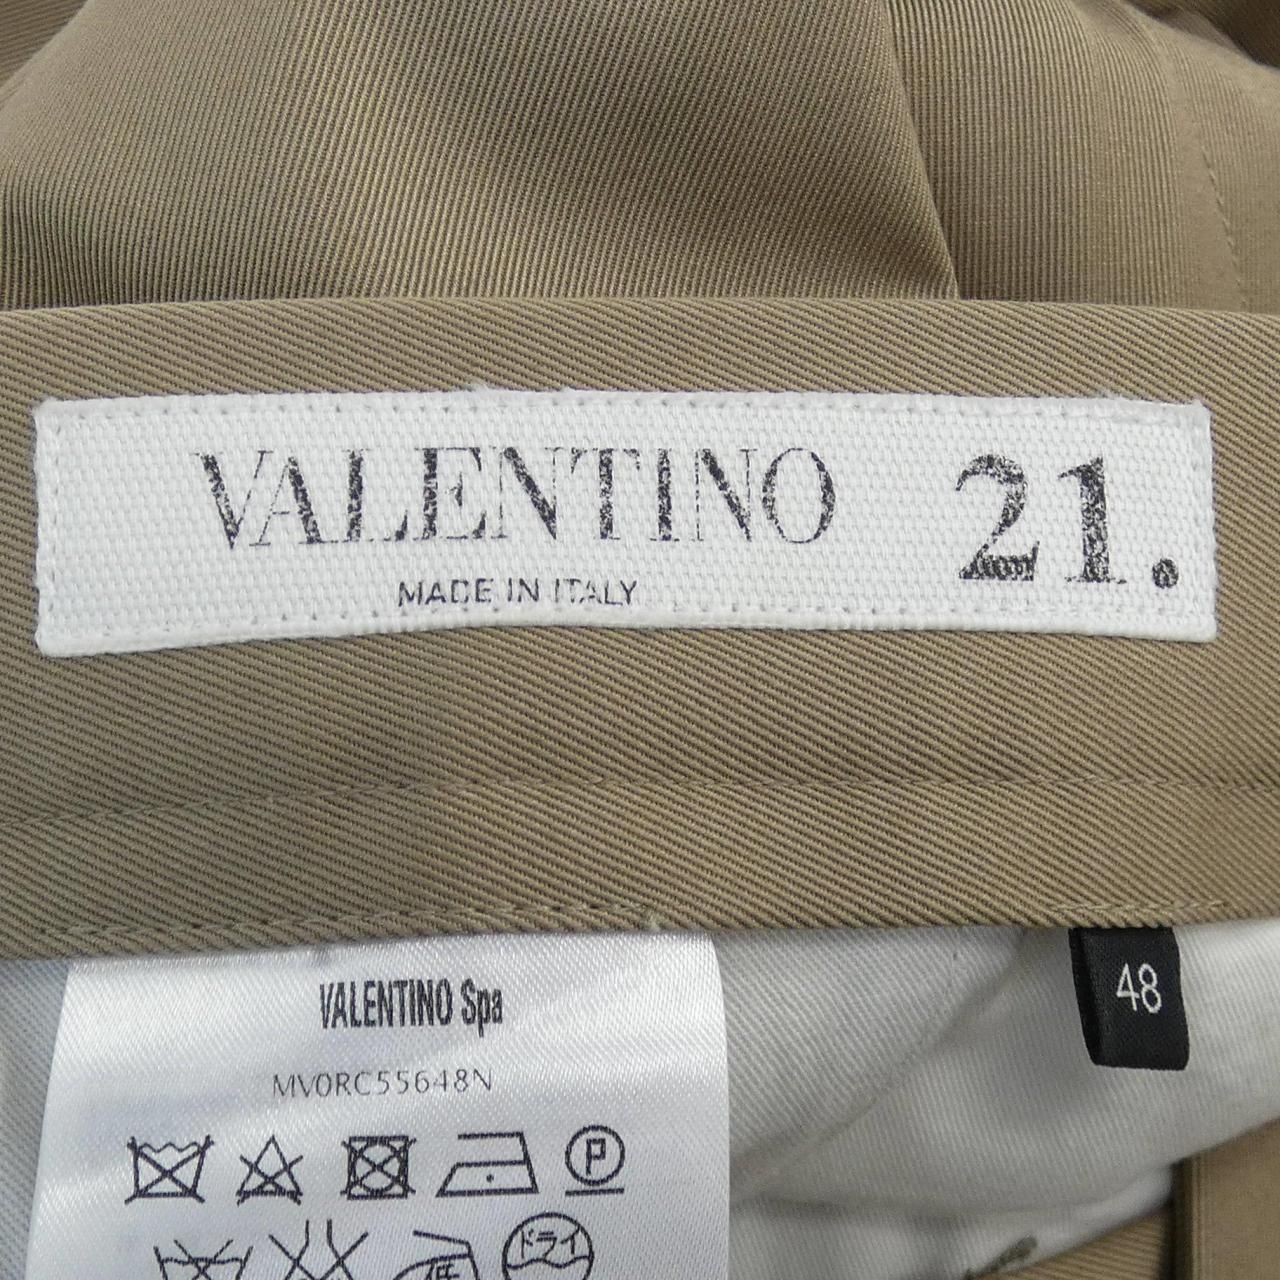 VALENTINO 21.
MADE IN ITALY
48
VALENTINO Spa
MV0RC55648N
P
ドライ